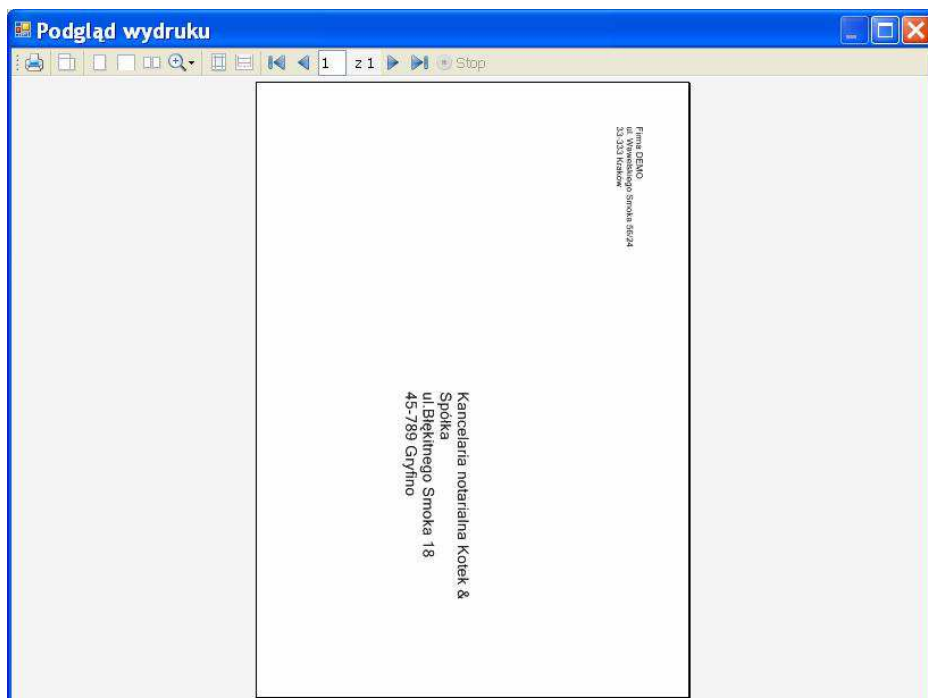 Podgląd wydruku
1 z 1 Stop
Firma DEMO
ul. Wawelskiego Smoka 56/24
33-333 Kraków
Kancelaria notarialna Kotek &
Spółka
ul.Błękitnego Smoka 18
45-789 Gryfino